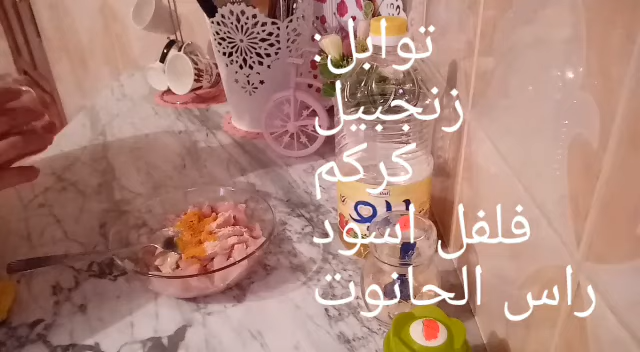 توابل:
زنجبيل
كركم
فلفل اسود
راس الحانوت